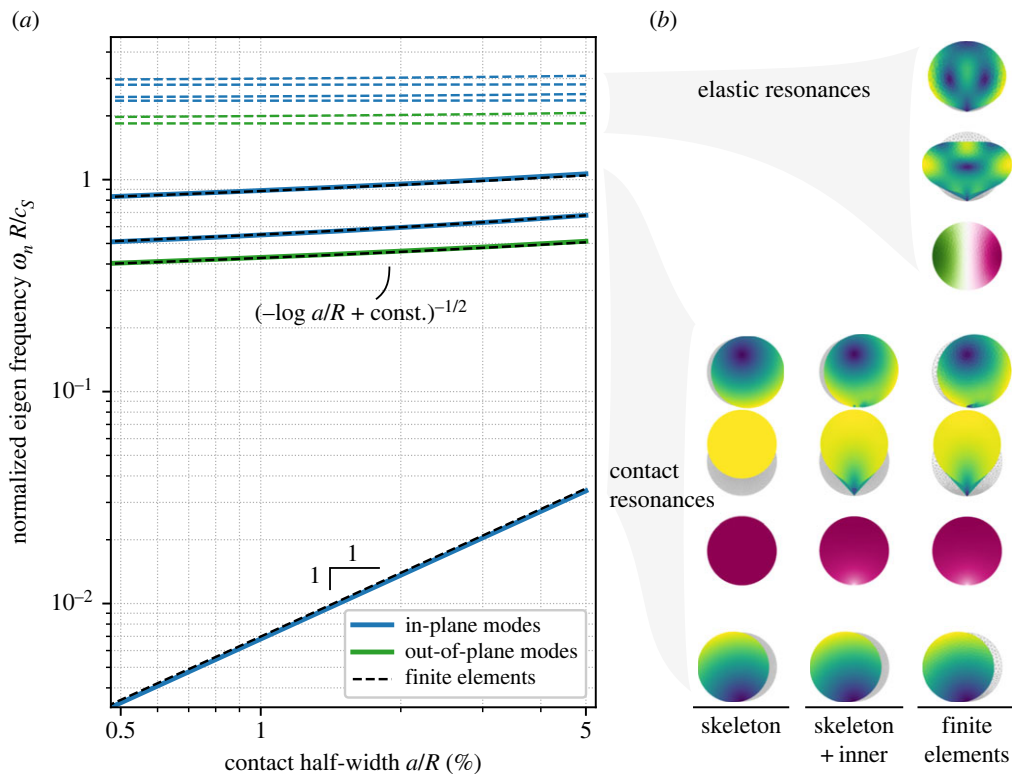 (a)
(b)
normalized eigen frequency ωₙ R/c_S
1
10⁻¹
10⁻²
(–log a/R + const.)⁻¹/²
1
1
in-plane modes
out-of-plane modes
finite elements
0.5
1
5
contact half-width a/R (%)
elastic resonances
contact
resonances
skeleton
skeleton
+ inner
finite
elements